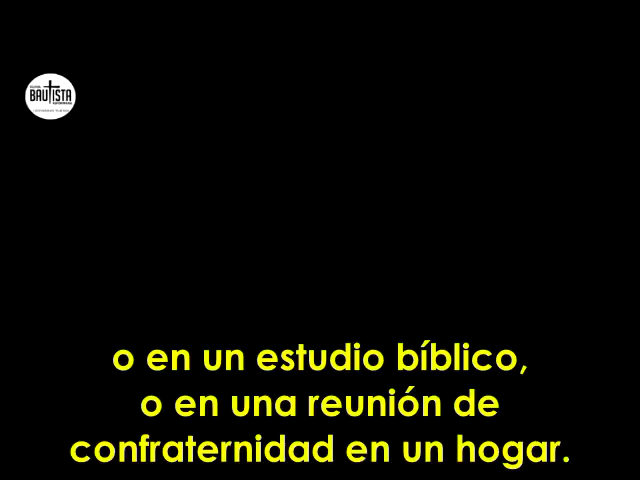 BAUTISTA
o en un estudio bíblico,
o en una reunión de
confraternidad en un hogar.